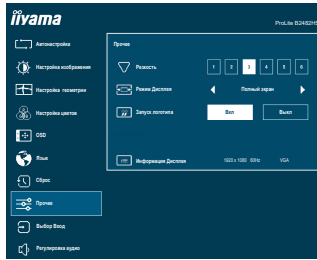 iiyama
ProLite B2482HS
Автонастройка
Настройка изображения
Настройка геометрии
Настройка цветов
OSD
Язык
Сброс
Прочее
Выбор Вход
Регулировка аудио
Прочее
Резкость 1 2 3 4 5 6
Режим Дисплея Полный экран
Запуск логотипа Вкл Выкл
Информация Дисплея 1920 x 1080 60Hz VGA